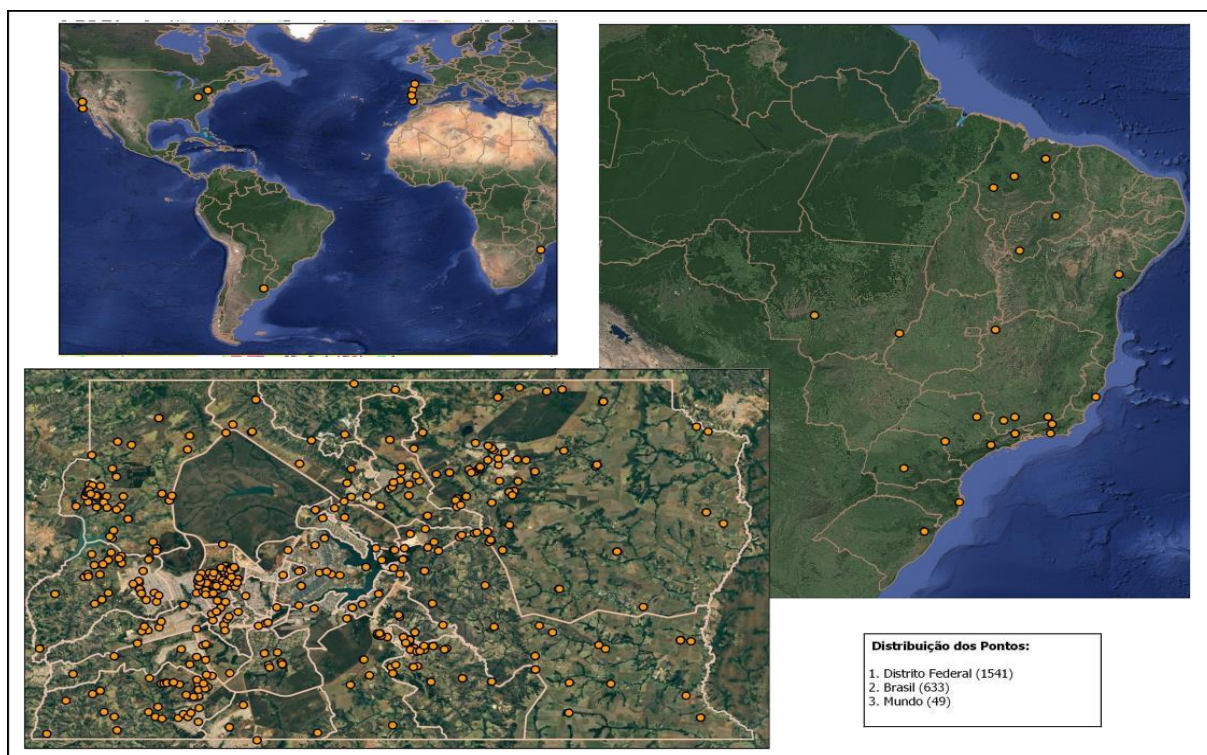 Distribuição dos Pontos:
1. Distrito Federal (1541)
2. Brasil (633)
3. Mundo (49)